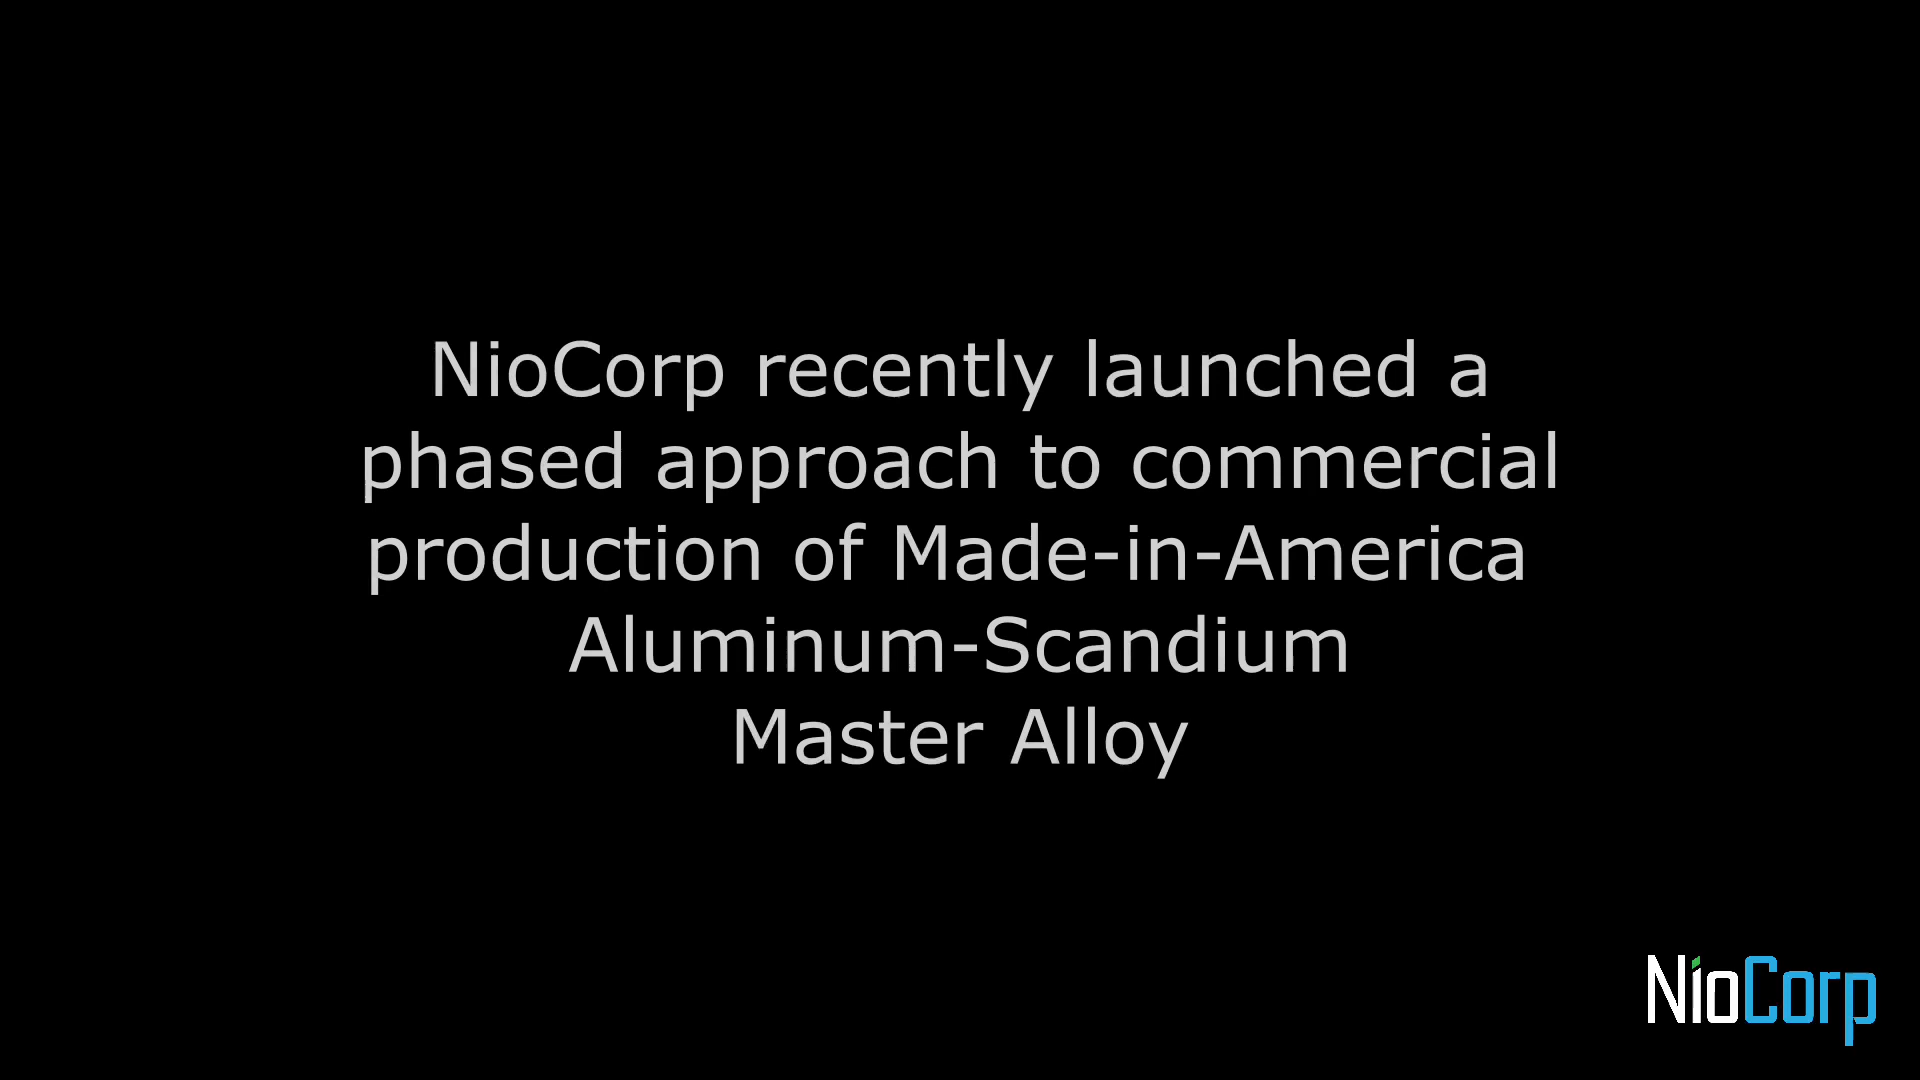 NioCorp recently launched a
phased approach to commercial
production of Made-in-America
Aluminum-Scandium
Master Alloy
NioCorp